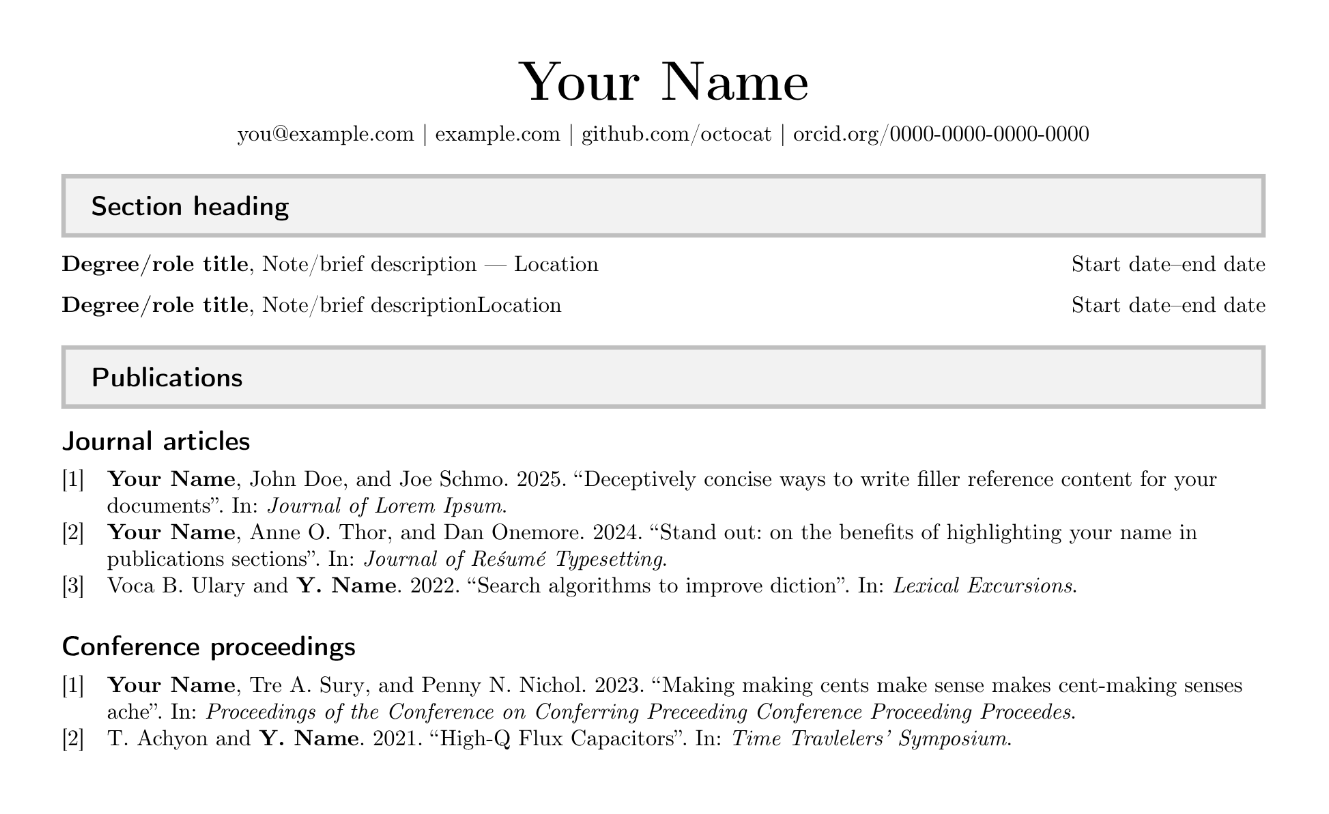 Your Name
you@example.com | example.com | github.com/octocat | orcid.org/0000-0000-0000-0000
Section heading
Degree/role title, Note/brief description — Location Start date–end date
Degree/role title, Note/brief descriptionLocation Start date–end date
Publications
Journal articles
[1] Your Name, John Doe, and Joe Schmo. 2025. “Deceptively concise ways to write filler reference content for your
documents”. In: Journal of Lorem Ipsum.
[2] Your Name, Anne O. Thor, and Dan Onemore. 2024. “Stand out: on the benefits of highlighting your name in
publications sections”. In: Journal of Reśumé Typesetting.
[3] Voca B. Ulary and Y. Name. 2022. “Search algorithms to improve diction”. In: Lexical Excursions.
Conference proceedings
[1] Your Name, Tre A. Sury, and Penny N. Nichol. 2023. “Making making cents make sense makes cent-making senses
ache”. In: Proceedings of the Conference on Conferring Preceeding Conference Proceeding Proceedes.
[2] T. Achyon and Y. Name. 2021. “High-Q Flux Capacitors”. In: Time Travlelers’ Symposium.